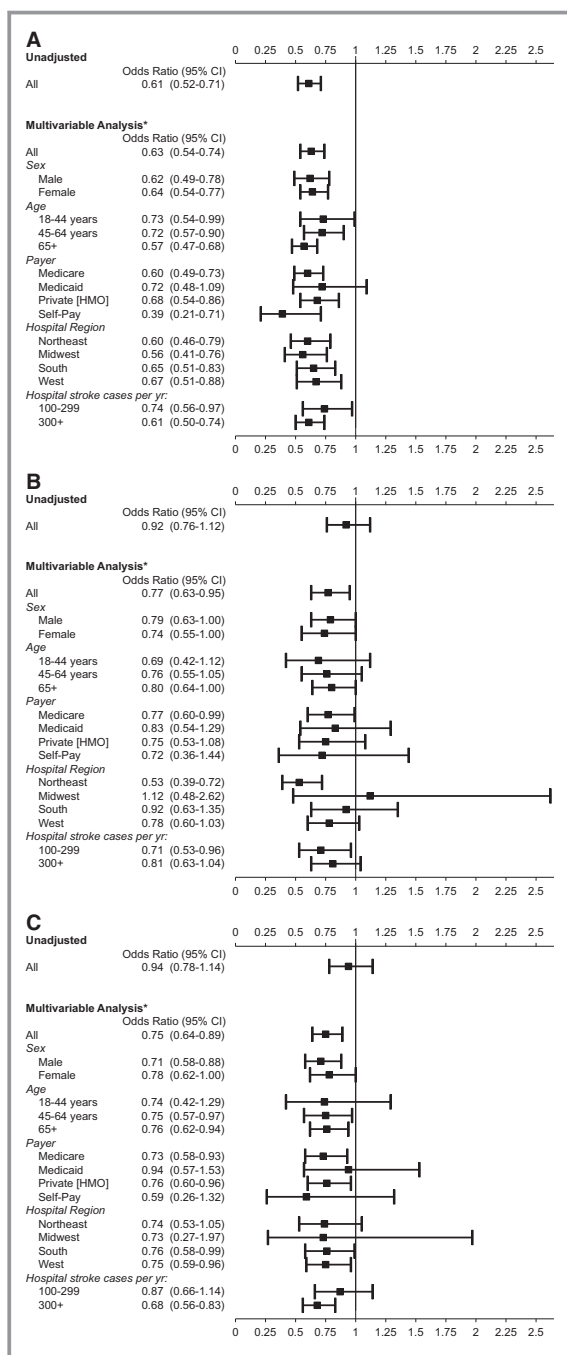 A
0 0.25 0.5 0.75 1 1.25 1.5 1.75 2 2.25 2.5
Unadjusted
Odds Ratio (95% CI)
All 0.61 (0.52-0.71)
Multivariable Analysis*
Odds Ratio (95% CI)
All 0.63 (0.54-0.74)
Sex
Male 0.62 (0.49-0.78)
Female 0.64 (0.54-0.77)
Age
18-44 years 0.73 (0.54-0.99)
45-64 years 0.72 (0.57-0.90)
65+ 0.57 (0.47-0.68)
Payer
Medicare 0.60 (0.49-0.73)
Medicaid 0.72 (0.48-1.09)
Private [HMO] 0.68 (0.54-0.86)
Self-Pay 0.39 (0.21-0.71)
Hospital Region
Northeast 0.60 (0.46-0.79)
Midwest 0.56 (0.41-0.76)
South 0.65 (0.51-0.83)
West 0.67 (0.51-0.88)
Hospital stroke cases per yr:
100-299 0.74 (0.56-0.97)
300+ 0.61 (0.50-0.74)
0 0.25 0.5 0.75 1 1.25 1.5 1.75 2 2.25 2.5
B
0 0.25 0.5 0.75 1 1.25 1.5 1.75 2 2.25 2.5
Unadjusted
Odds Ratio (95% CI)
All 0.92 (0.76-1.12)
Multivariable Analysis*
Odds Ratio (95% CI)
All 0.77 (0.63-0.95)
Sex
Male 0.79 (0.63-1.00)
Female 0.74 (0.55-1.00)
Age
18-44 years 0.69 (0.42-1.12)
45-64 years 0.76 (0.55-1.05)
65+ 0.80 (0.64-1.00)
Payer
Medicare 0.77 (0.60-0.99)
Medicaid 0.83 (0.54-1.29)
Private [HMO] 0.75 (0.53-1.08)
Self-Pay 0.72 (0.36-1.44)
Hospital Region
Northeast 0.53 (0.39-0.72)
Midwest 1.12 (0.48-2.62)
South 0.92 (0.63-1.35)
West 0.78 (0.60-1.03)
Hospital stroke cases per yr:
100-299 0.71 (0.53-0.96)
300+ 0.81 (0.63-1.04)
0 0.25 0.5 0.75 1 1.25 1.5 1.75 2 2.25 2.5
C
0 0.25 0.5 0.75 1 1.25 1.5 1.75 2 2.25 2.5
Unadjusted
Odds Ratio (95% CI)
All 0.94 (0.78-1.14)
Multivariable Analysis*
Odds Ratio (95% CI)
All 0.75 (0.64-0.89)
Sex
Male 0.71 (0.58-0.88)
Female 0.78 (0.62-1.00)
Age
18-44 years 0.74 (0.42-1.29)
45-64 years 0.75 (0.57-0.97)
65+ 0.76 (0.62-0.94)
Payer
Medicare 0.73 (0.58-0.93)
Medicaid 0.94 (0.57-1.53)
Private [HMO] 0.76 (0.60-0.96)
Self-Pay 0.59 (0.26-1.32)
Hospital Region
Northeast 0.74 (0.53-1.05)
Midwest 0.73 (0.27-1.97)
South 0.76 (0.58-0.99)
West 0.75 (0.59-0.96)
Hospital stroke cases per yr:
100-299 0.87 (0.66-1.14)
300+ 0.68 (0.56-0.83)
0 0.25 0.5 0.75 1 1.25 1.5 1.75 2 2.25 2.5